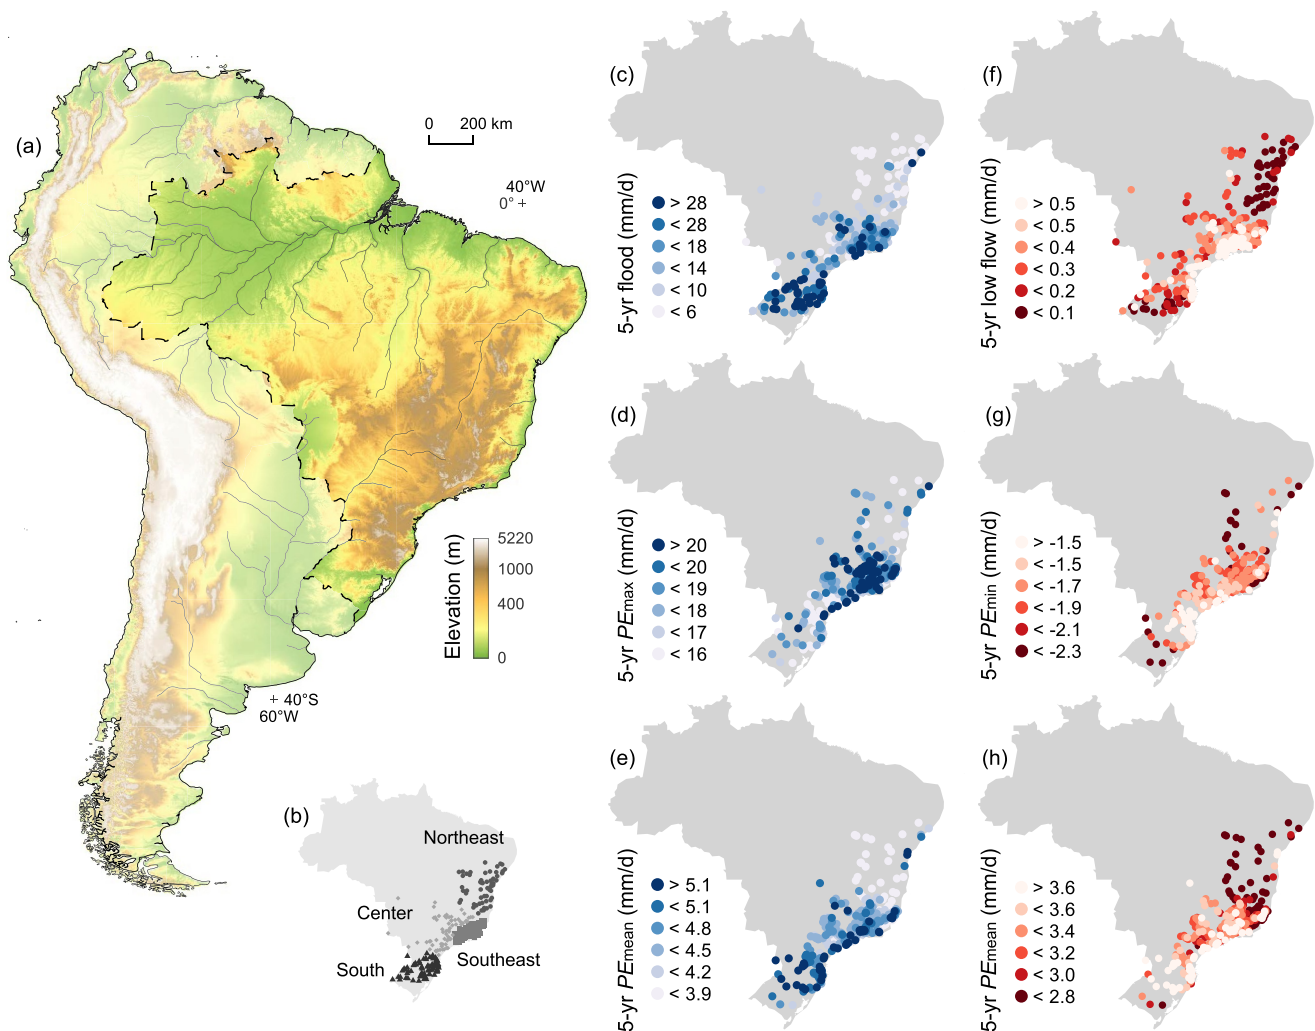 (a)
0 200 km
40°W
0° +
Elevation (m)
5220
1000
400
0
+ 40°S
60°W
(b)
Northeast
Center
Southeast
South
(c)
5-yr flood (mm/d)
> 28
< 28
< 18
< 14
< 10
< 6
(d)
5-yr PEmax (mm/d)
> 20
< 20
< 19
< 18
< 17
< 16
(e)
5-yr PEmean (mm/d)
> 5.1
< 5.1
< 4.8
< 4.5
< 4.2
< 3.9
(f)
5-yr low flow (mm/d)
> 0.5
< 0.5
< 0.4
< 0.3
< 0.2
< 0.1
(g)
5-yr PEmin (mm/d)
> -1.5
< -1.5
< -1.7
< -1.9
< -2.1
< -2.3
(h)
5-yr PEmean (mm/d)
> 3.6
< 3.6
< 3.4
< 3.2
< 3.0
< 2.8